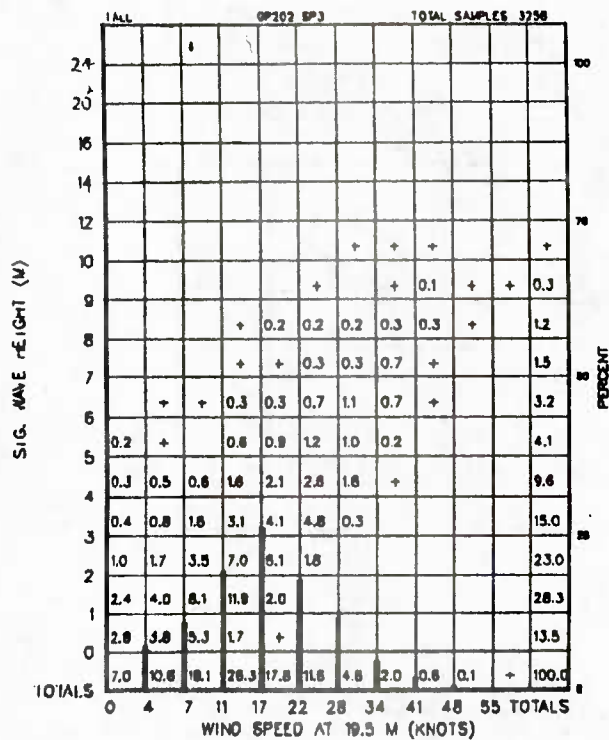 1ALL GP202 SP3 TOTAL SAMPLES 3256
24 100
20
16
14
12 70
+ + + +
10
+ + 0.1 + + 0.3
9
+ 0.2 0.2 0.2 0.3 0.3 + 1.2
8
+ + 0.3 0.3 0.7 + 1.5
7 50
+ + 0.3 0.3 0.7 1.1 0.7 + 3.2
6
0.2 + 0.6 0.9 1.2 1.0 0.2 4.1
5
0.3 0.5 0.6 1.6 2.1 2.8 1.6 + 9.6
4
0.4 0.8 1.6 3.1 4.1 4.8 0.3 15.0
3 25
1.0 1.7 3.5 7.0 8.1 1.6 23.0
2
2.4 4.0 8.1 11.9 2.0 28.3
1
2.8 3.8 5.3 1.7 + 13.5
0
7.0 10.8 19.1 26.3 17.8 11.6 4.6 2.0 0.6 0.1 + 100.0
TOTALS 0
0 4 7 11 17 22 28 34 41 48 55 TOTALS
WIND SPEED AT 19.5 M (KNOTS)
SIG. WAVE HEIGHT (M)
PERCENT